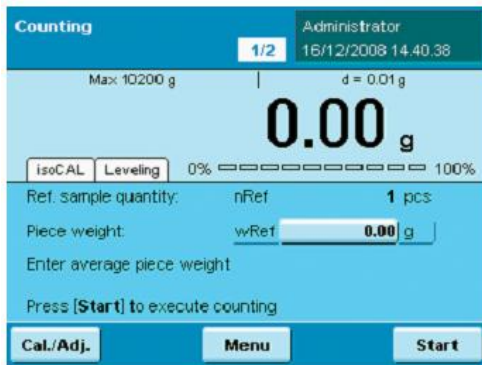 Counting
1/2
Administrator
16/12/2008 14.40.38
Max 10200 g
d = 0.01 g
0.00 g
isoCAL Leveling 0% 100%
Ref. sample quantity: nRef 1 pcs
Piece weight: wRef 0.00 g
Enter average piece weight
Press [Start] to execute counting
Cal./Adj. Menu Start